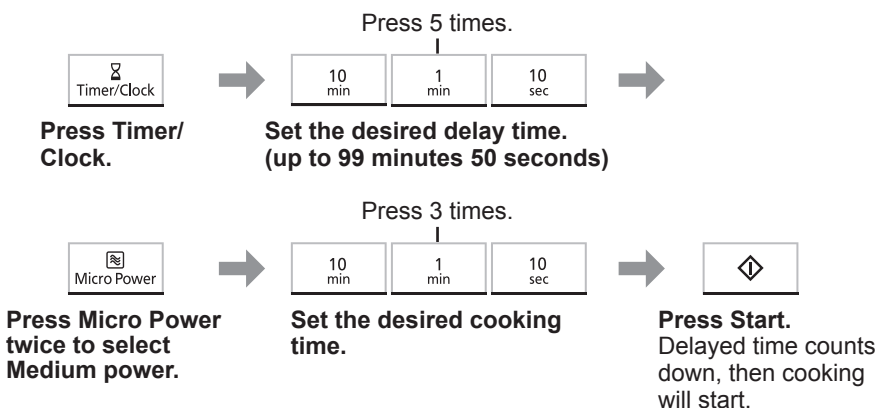 Press 5 times.
Timer/Clock
10
min
1
min
10
sec
Press Timer/
Clock.
Set the desired delay time.
(up to 99 minutes 50 seconds)
Press 3 times.
Micro Power
10
min
1
min
10
sec
Press Micro Power
twice to select
Medium power.
Set the desired cooking
time.
Press Start.
Delayed time counts
down, then cooking
will start.